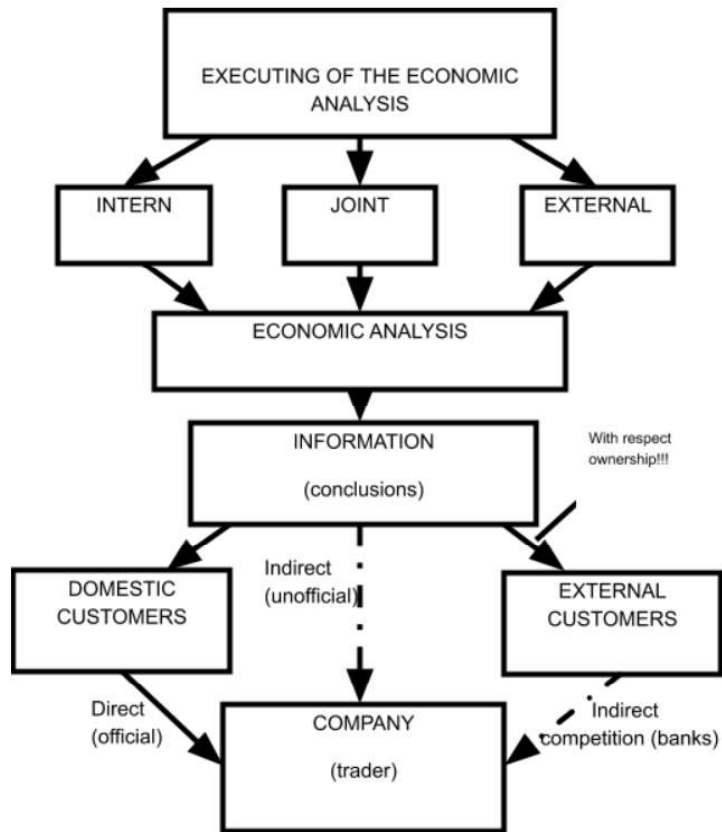 EXECUTING OF THE ECONOMIC
ANALYSIS
INTERN
JOINT
EXTERNAL
ECONOMIC ANALYSIS
INFORMATION
(conclusions)
With respect
ownership!!!
Indirect
(unofficial)
DOMESTIC
CUSTOMERS
EXTERNAL
CUSTOMERS
Direct
(official)
COMPANY
(trader)
Indirect
competition (banks)